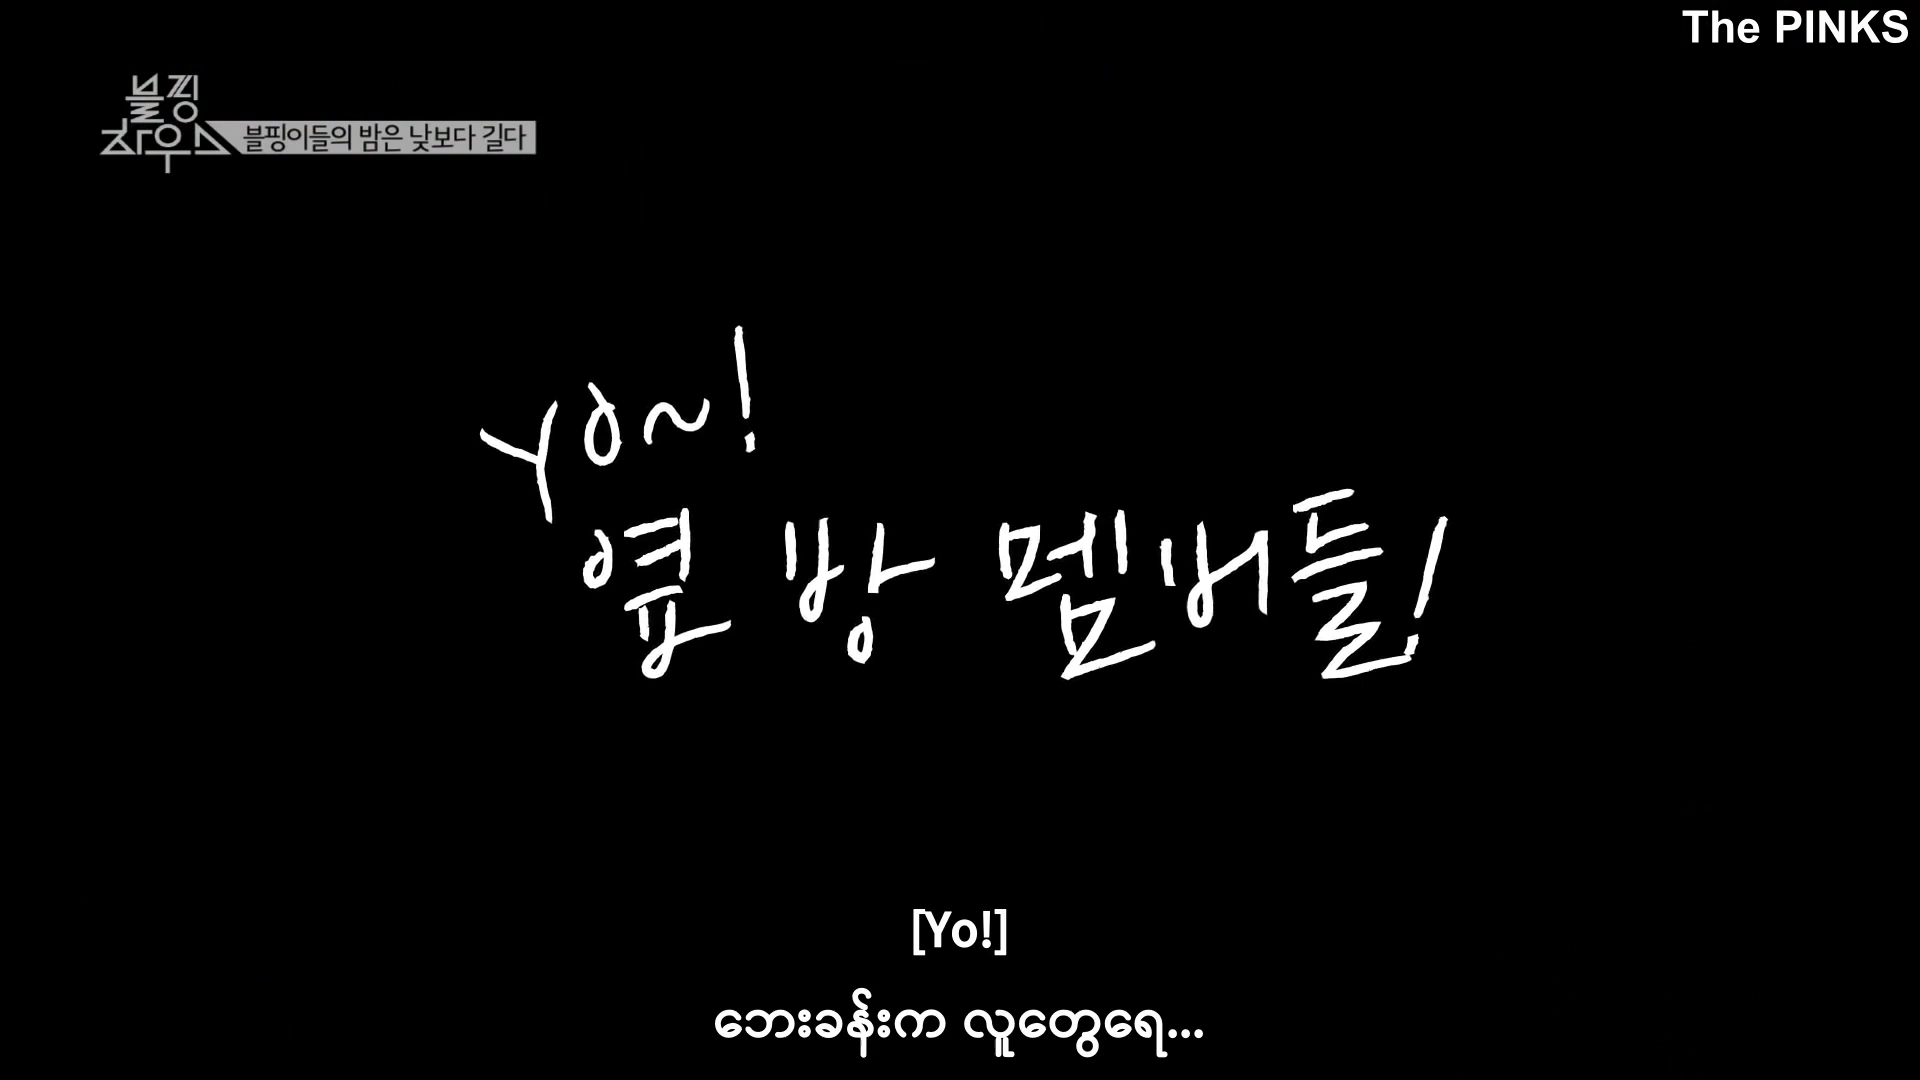 The PINKS
블핑
하우스
블핑이들의 밤은 낮보다 길다
Yo~!
옆 방 멤버들!
[Yo!]
ဘေးခန်းက လူတွေရေ...